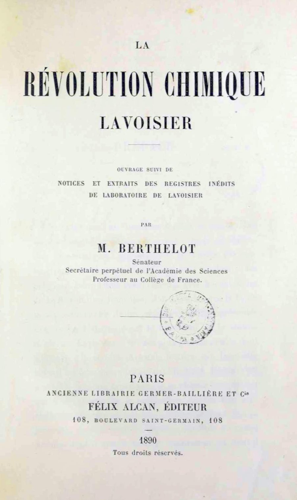 LA
RÉVOLUTION CHIMIQUE
LAVOISIER
OUVRAGE SUIVI DE
NOTICES ET EXTRAITS DES REGISTRES INÉDITS
DE LABORATOIRE DE LAVOISIER
PAR
M. BERTHELOT
Sénateur
Secrétaire perpétuel de l'Académie des Sciences
Professeur au Collège de France.
PARIS
ANCIENNE LIBRAIRIE GERMER-BAILLIÈRE ET Cie
FÉLIX ALCAN, ÉDITEUR
108, BOULEVARD SAINT-GERMAIN, 108
1890
Tous droits réservés.